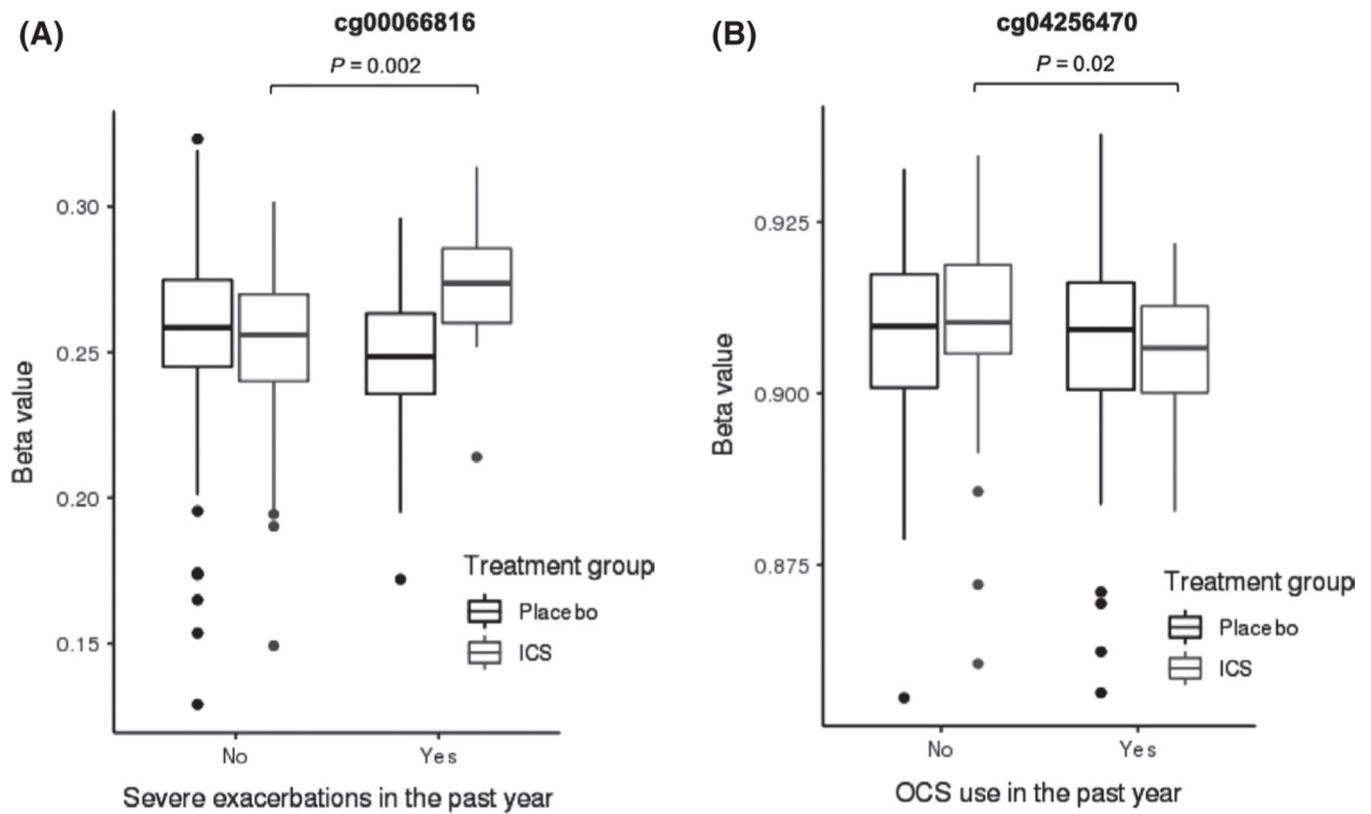 (A)
cg00066816
P = 0.002
0.30
0.25
0.20
0.15
Beta value
Treatment group
Placebo
ICS
No
Yes
Severe exacerbations in the past year
(B)
cg04256470
P = 0.02
0.925
0.900
0.875
Beta value
Treatment group
Placebo
ICS
No
Yes
OCS use in the past year